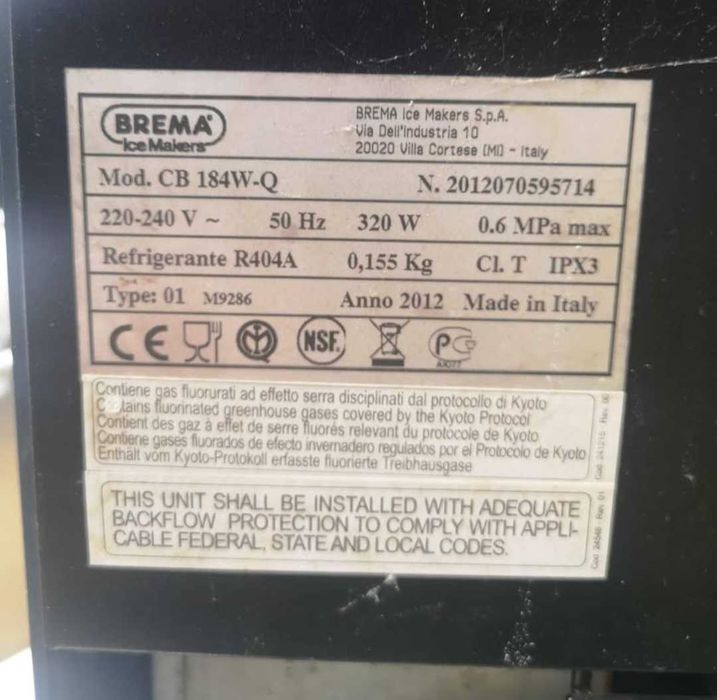 BREMA
Ice Makers
BREMA Ice Makers S.p.A.
Via Dell'Industria 10
20020 Villa Cortese (MI) - Italy
Mod. CB 184W-Q N. 2012070595714
220-240 V ~ 50 Hz 320 W 0.6 MPa max
Refrigerante R404A 0,155 Kg Cl. T IPX3
Type: 01 M9286 Anno 2012 Made in Italy
CE NSF. PC
Contiene gas fluorurati ad effetto serra disciplinati dal protocollo di Kyoto
Contains fluorinated greenhouse gases covered by the Kyoto Protocol
Contient des gaz à effet de serre fluorés relevant du protocole de Kyoto
Contiene gases fluorados de efecto invernadero regulados por el Protocolo de Kyoto
Enthält vom Kyoto-Protokoll erfasste fluorierte Treibhausgase
THIS UNIT SHALL BE INSTALLED WITH ADEQUATE
BACKFLOW PROTECTION TO COMPLY WITH APPLI-
CABLE FEDERAL, STATE AND LOCAL CODES.